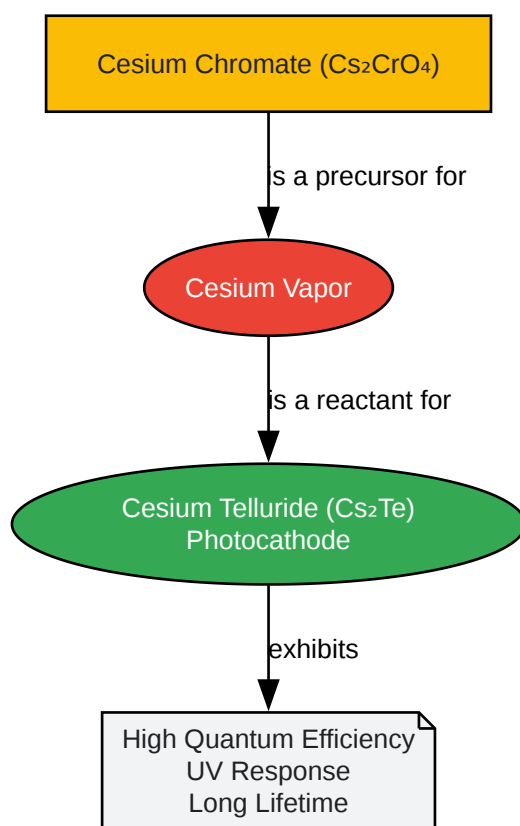 Cesium Chromate (Cs₂CrO₄)
is a precursor for
Cesium Vapor
is a reactant for
Cesium Telluride (Cs₂Te)
Photocathode
exhibits
High Quantum Efficiency
UV Response
Long Lifetime